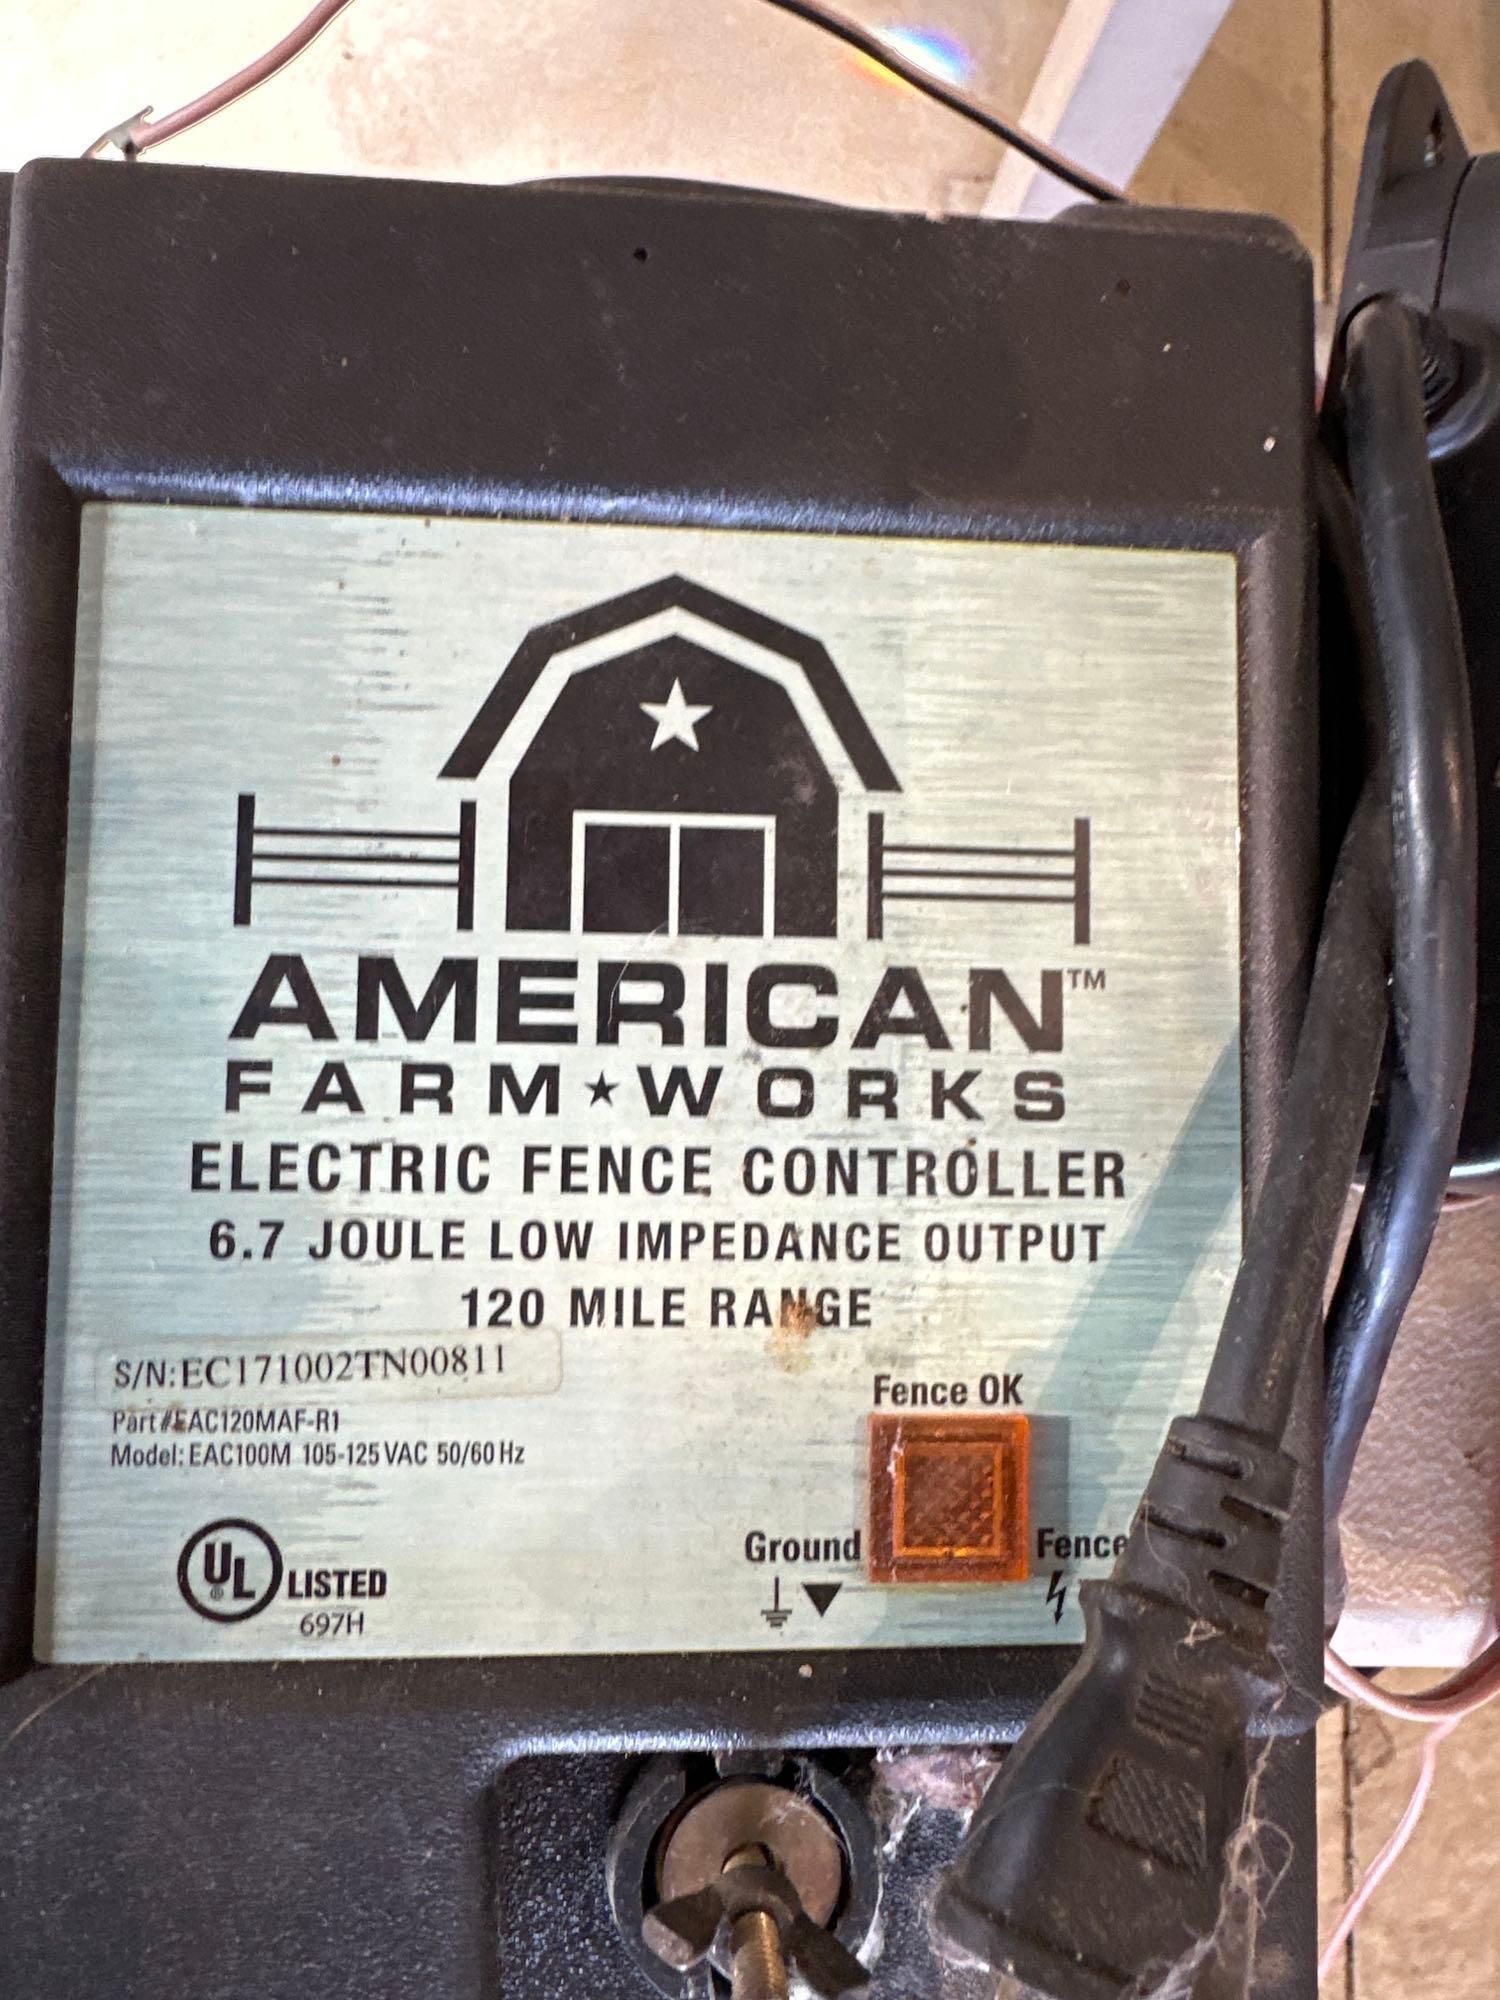 AMERICAN™
FARM★WORKS
ELECTRIC FENCE CONTROLLER
6.7 JOULE LOW IMPEDANCE OUTPUT
120 MILE RANGE
S/N:EC171002TN00811
Part#EAC120MAF-R1
Model: EAC100M 105-125 VAC 50/60 Hz
Fence OK
Ground Fence
UL® LISTED
697H